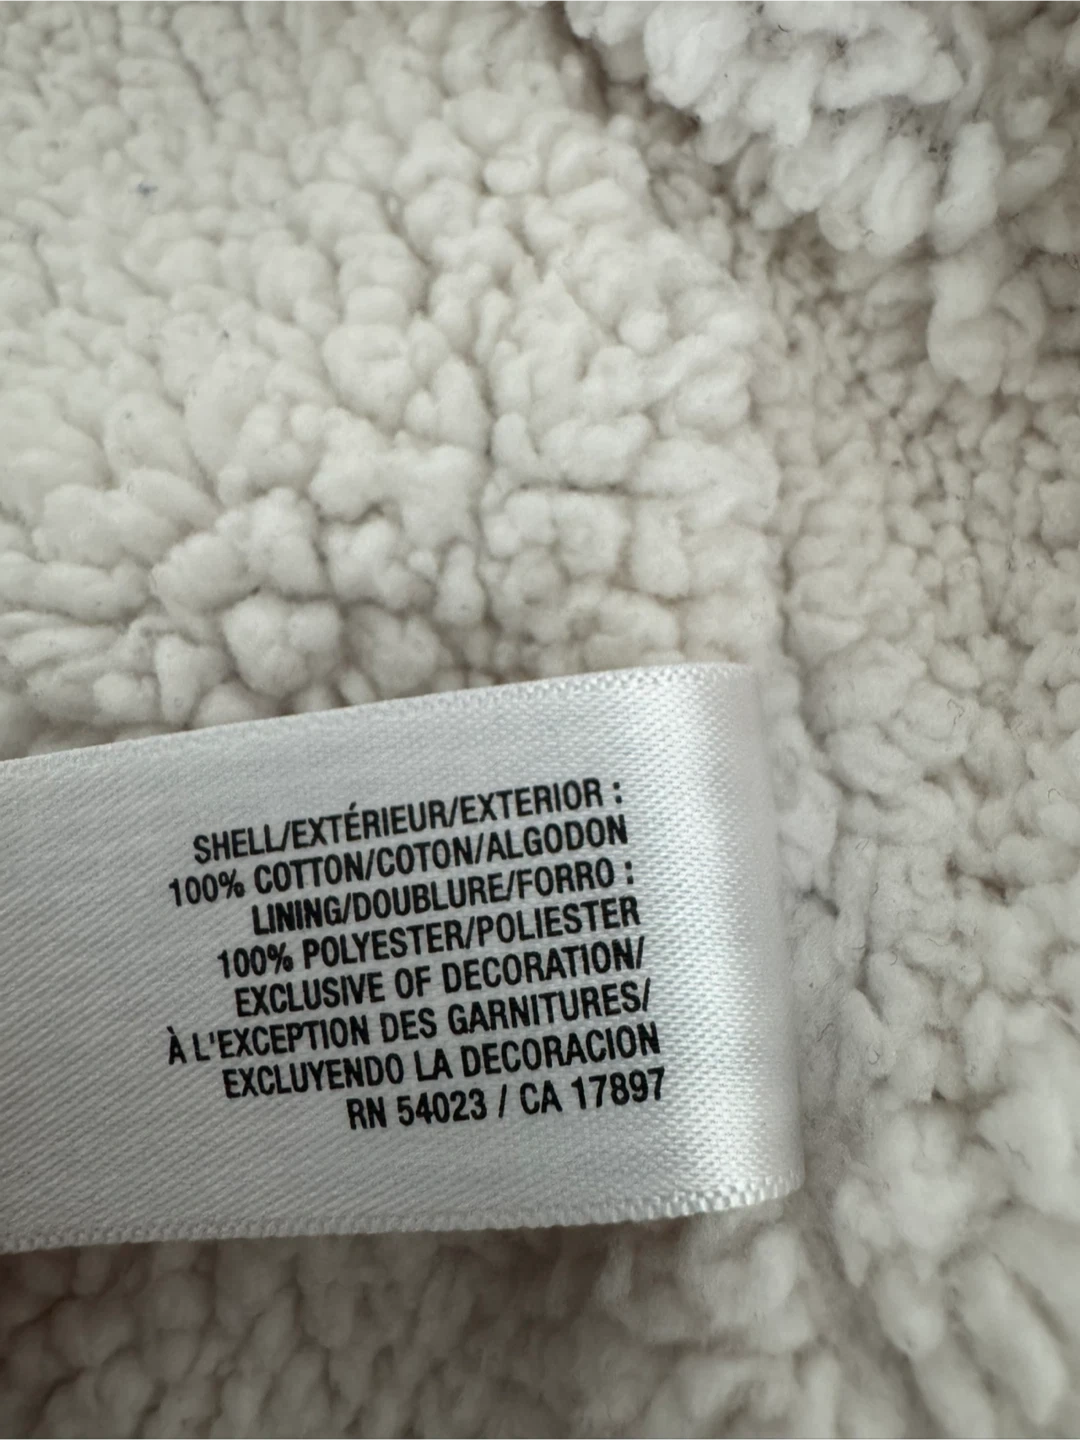 SHELL/EXTÉRIEUR/EXTERIOR :
100% COTTON/COTON/ALGODON
LINING/DOUBLURE/FORRO :
100% POLYESTER/POLIESTER
EXCLUSIVE OF DECORATION/
À L'EXCEPTION DES GARNITURES/
EXCLUYENDO LA DECORACION
RN 54023 / CA 17897